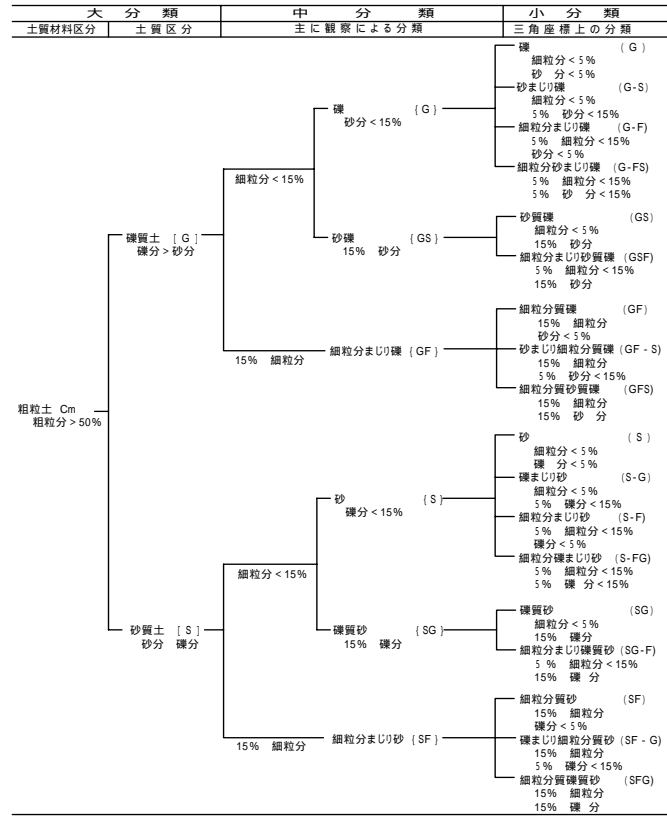 大 分 類 中 分 類 小 分 類
土質材料区分 土 質 区 分 主 に 観 察 に よ る 分 類 三 角 座 標 上 の 分 類
礫 ( G )
細粒分 < 5%
砂 分 < 5%
砂まじり礫 (G-S)
細粒分 < 5%
5% 砂分 < 15%
細粒分まじり礫 (G-F)
5% 細粒分 < 15%
砂分 < 5%
細粒分砂まじり礫 (G-FS)
5% 細粒分 < 15%
5% 砂 分 < 15%
礫 { G }
砂分 < 15%
細粒分 < 15%
砂質礫 (GS)
細粒分 < 5%
15% 砂分
細粒分まじり砂質礫 (GSF)
5% 細粒分 < 15%
15% 砂分
砂礫 {GS}
15% 砂分
礫質土 [ G ]
礫分 > 砂分
細粒分質礫 (GF)
15% 細粒分
砂分 < 5%
砂まじり細粒分質礫 (GF - S)
15% 細粒分
5% 砂分 < 15%
細粒分質砂質礫 (GFS)
15% 細粒分
15% 砂 分
15% 細粒分
細粒分まじり礫 {GF}
粗粒土 Cm
粗粒分 > 50%
砂 ( S )
細粒分 < 5%
礫 分 < 5%
礫まじり砂 (S-G)
細粒分 < 5%
5% 礫分 < 15%
細粒分まじり砂 (S-F)
5% 細粒分 < 15%
礫分 < 5%
細粒分礫まじり砂 (S-FG)
5% 細粒分 < 15%
5% 礫 分 < 15%
砂 { S }
礫分 < 15%
細粒分 < 15%
礫質砂 (SG)
細粒分 < 5%
15% 礫分
細粒分まじり礫質砂 (SG-F)
5 % 細粒分 < 15%
15% 礫 分
礫質砂 {SG}
15% 礫分
砂質土 [ S ]
砂分 礫分
細粒分質砂 (SF)
15% 細粒分
礫分 < 5%
礫まじり細粒分質砂 (SF - G)
15% 細粒分
5% 礫分 < 15%
細粒分質礫質砂 (SFG)
15% 細粒分
15% 礫 分
15% 細粒分
細粒分まじり砂 {SF}